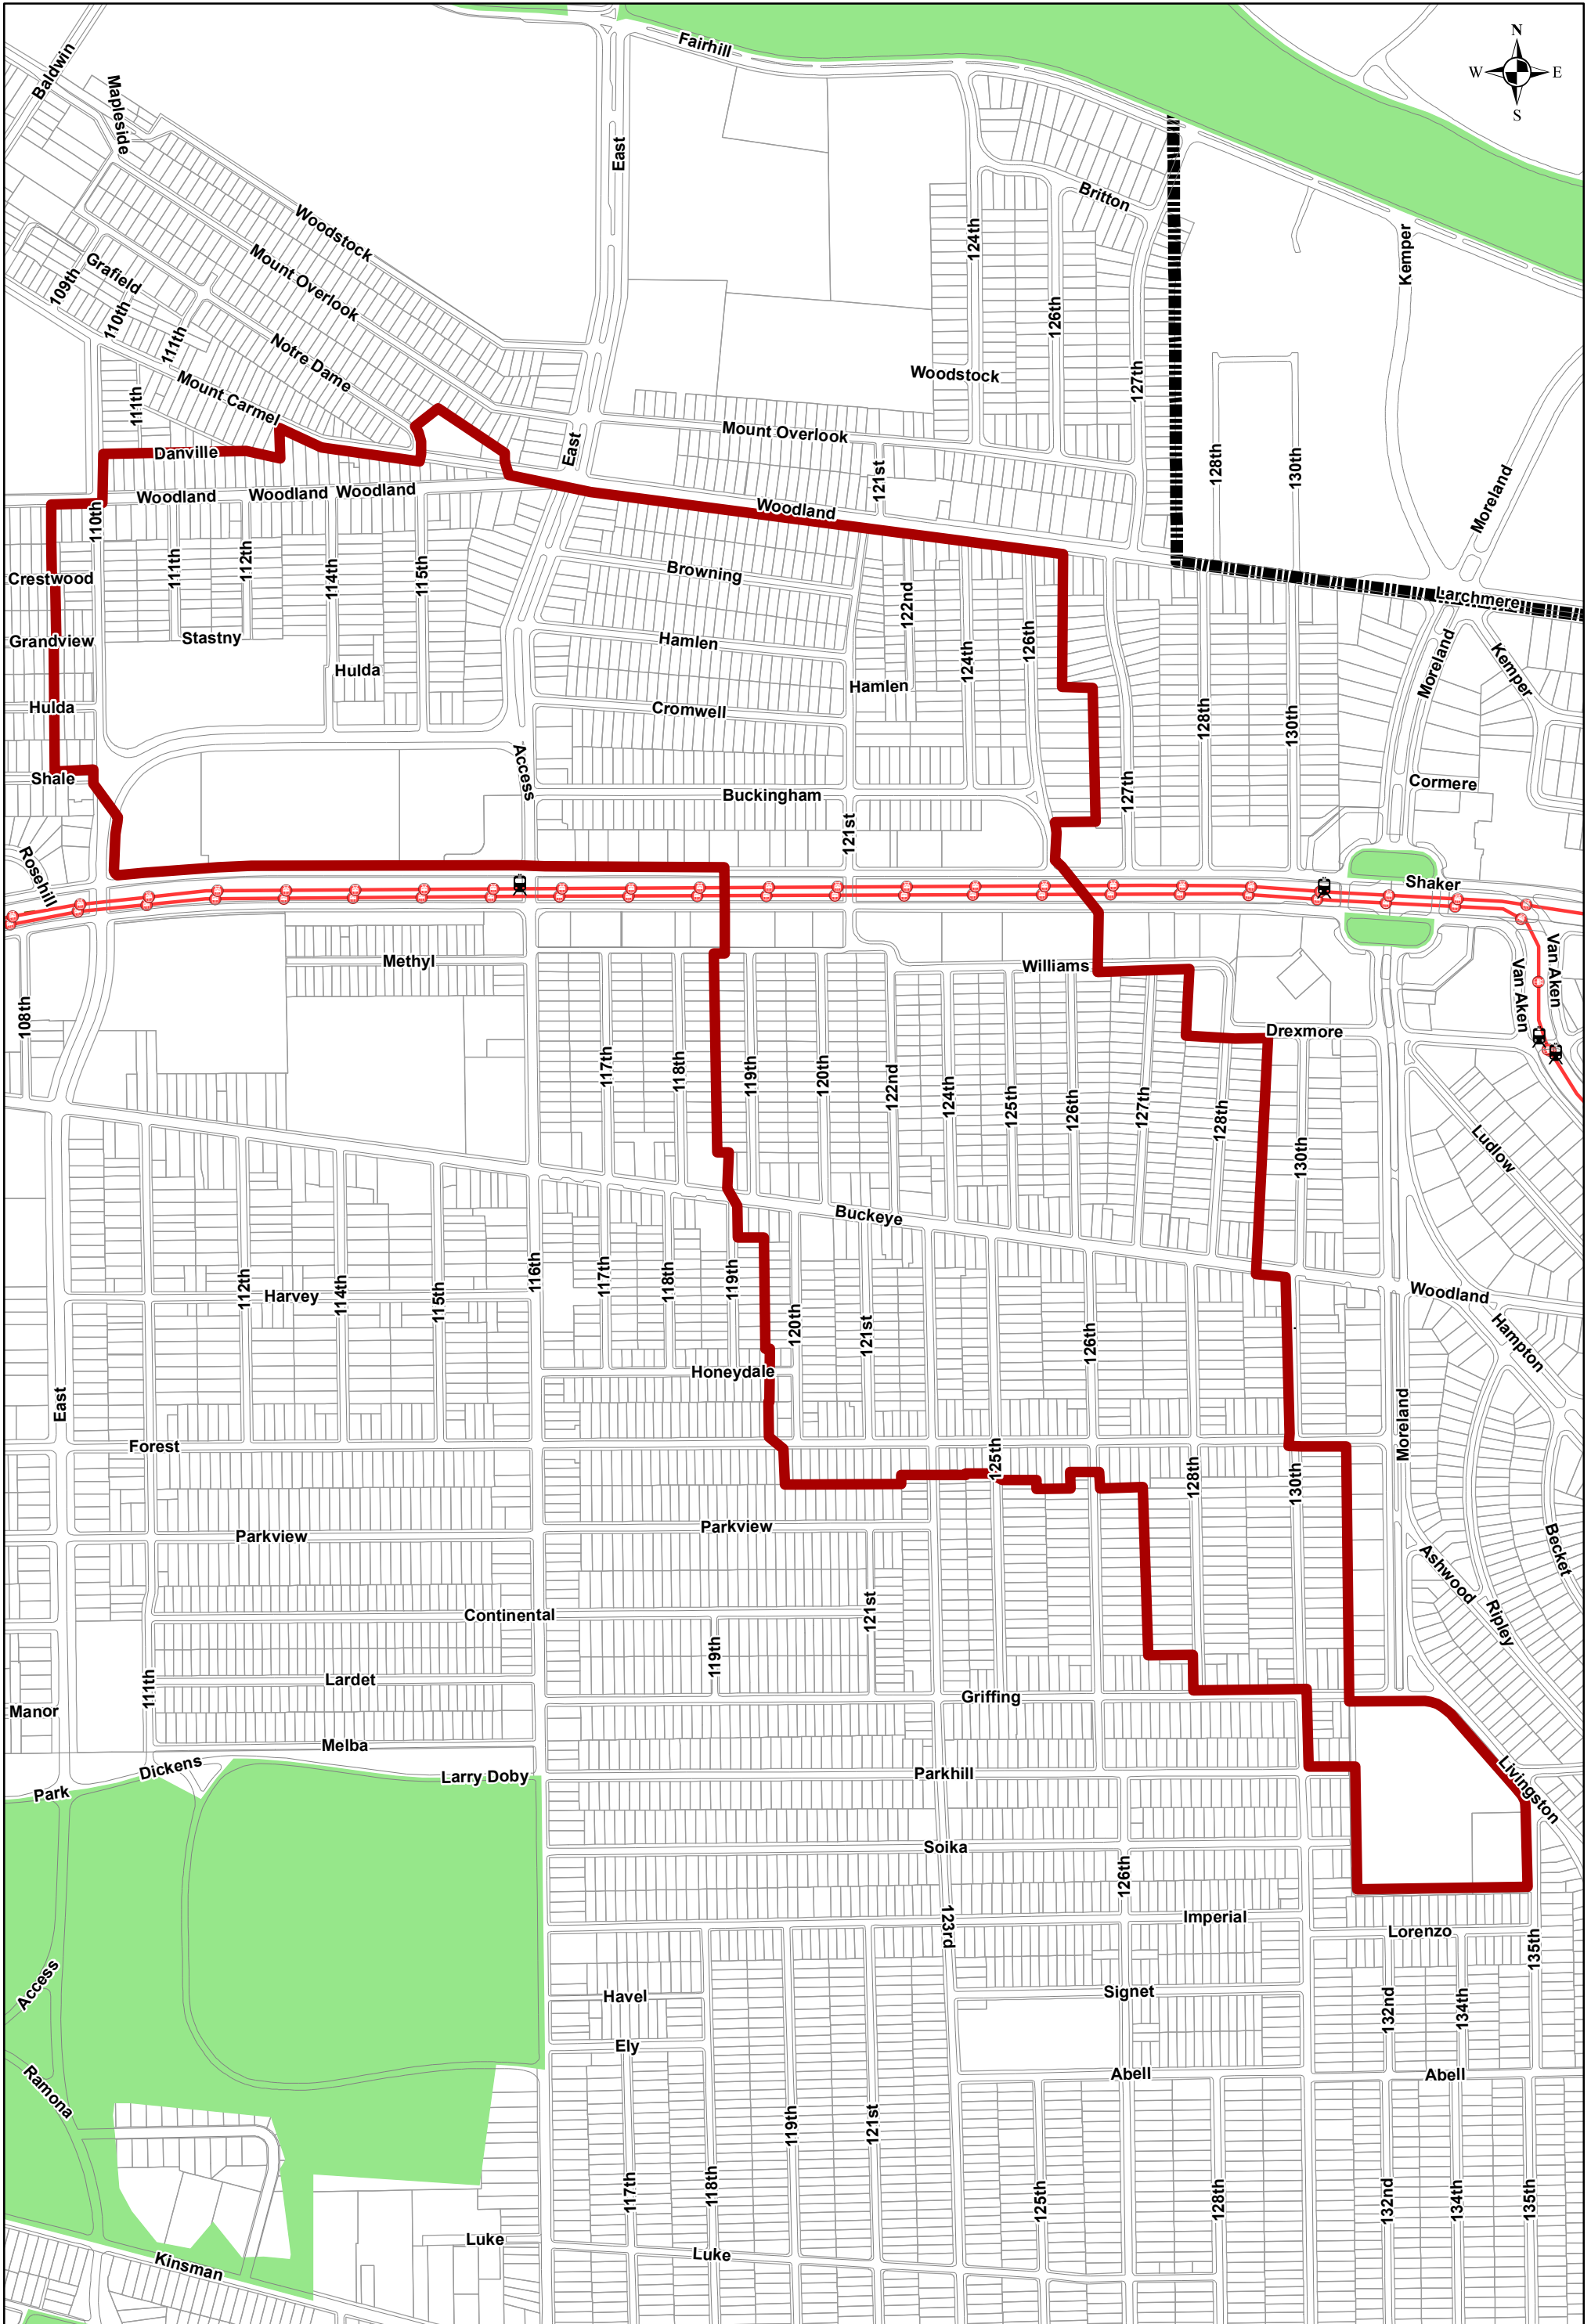 N
W E
S
Fairhill
Baldwin
Mapleside
East
Woodstock
Britton
124th
Kemper
Mount Overlook
Grafield
109th
110th
111th
126th
Notre Dame
Woodstock
127th
Mount Carmel
111th
Mount Overlook
East
128th
130th
Danville
Moreland
121st
Woodland
Woodland
Woodland
Woodland
110th
Crestwood
111th
112th
114th
115th
Browning
122nd
Larchmere
Grandview
Stastny
Hamlen
126th
124th
Moreland
Kemper
Hulda
Hamlen
Hulda
Cromwell
128th
130th
Shale
Access
Buckingham
127th
Cormere
121st
Rosehill
Shaker
Methyl
Williams
Van Aken
Van Aken
108th
Drexmore
117th
118th
119th
120th
122nd
124th
125th
126th
127th
128th
130th
Ludlow
Buckeye
112th
114th
115th
116th
117th
118th
119th
120th
121st
126th
Harvey
Woodland
Hampton
Honeydale
East
Moreland
Forest
125th
128th
130th
Parkview
Parkview
Becket
Ashwood
Ripley
Continental
121st
119th
Lardet
111th
Griffing
Manor
Melba
Dickens
Larry Doby
Parkhill
Livingston
Park
Soika
126th
Imperial
123rd
Lorenzo
135th
Access
Havel
Signet
132nd
134th
Ely
Abell
Abell
Ramona
119th
121st
117th
118th
125th
128th
132nd
134th
135th
Luke
Luke
Kinsman